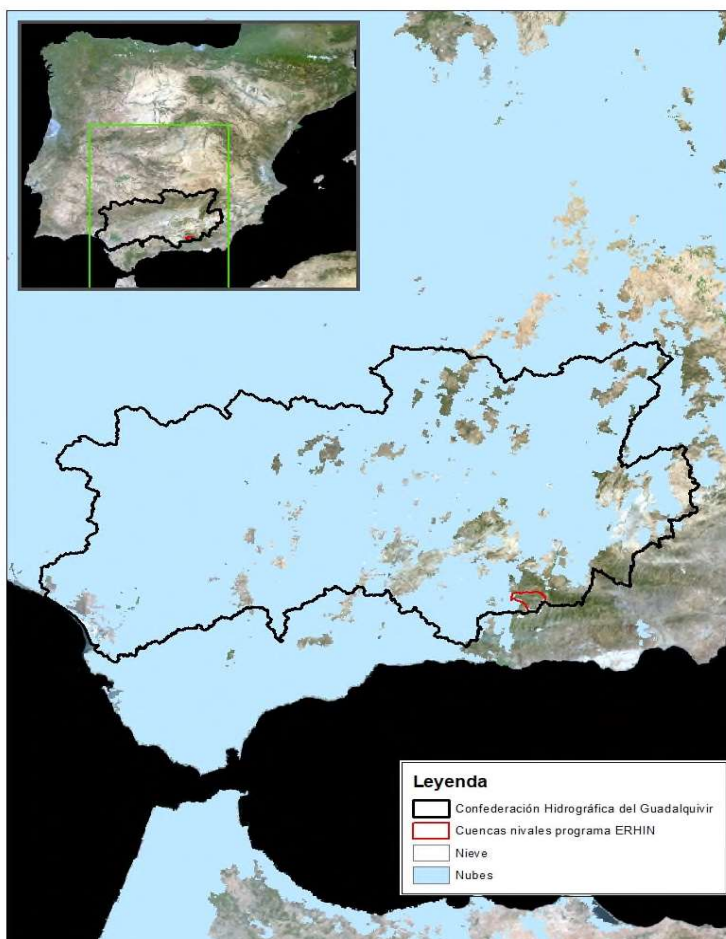 Leyenda
Confederación Hidrográfica del Guadalquivir
Cuencas nivales programa ERHIN
Nieve
Nubes